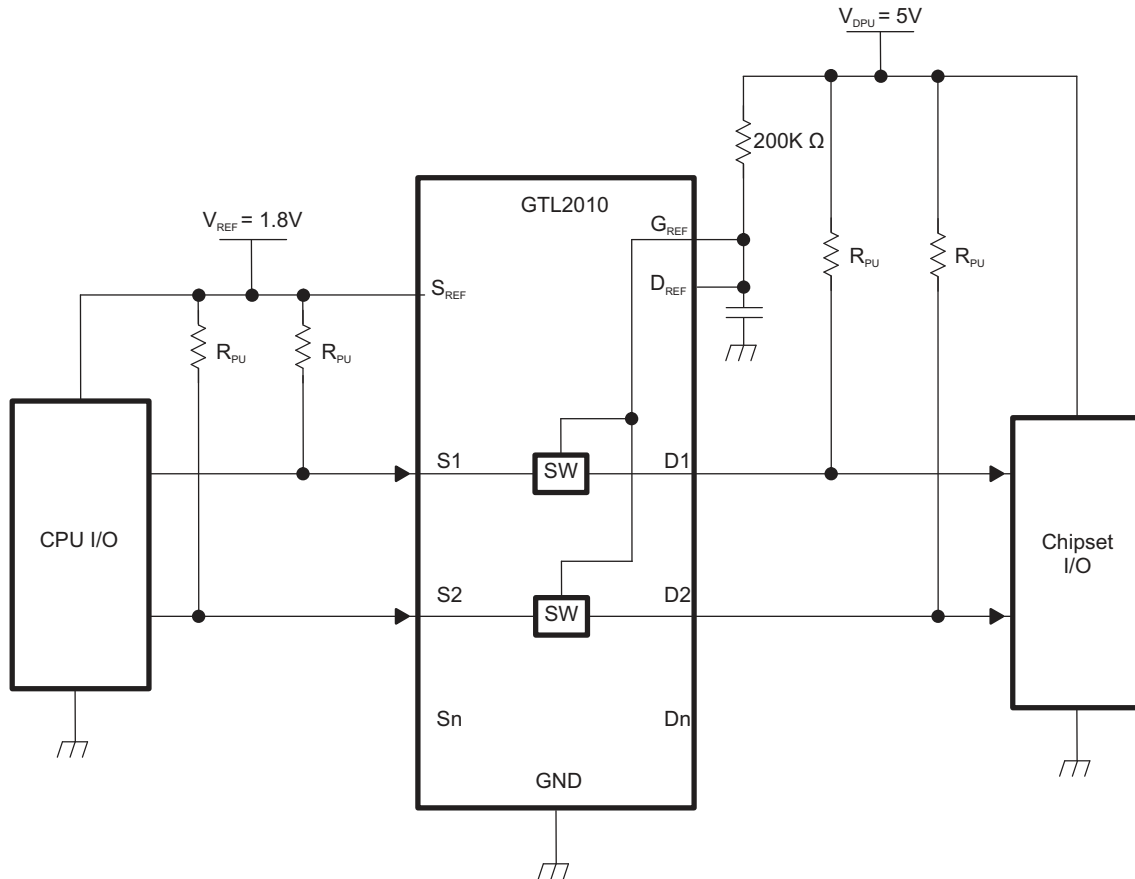 V_DPU = 5V
200K Ω
GTL2010
V_REF = 1.8V
G_REF
R_PU
R_PU
D_REF
S_REF
R_PU
R_PU
S1
SW
D1
CPU I/O
Chipset
I/O
S2
SW
D2
Sn
Dn
GND